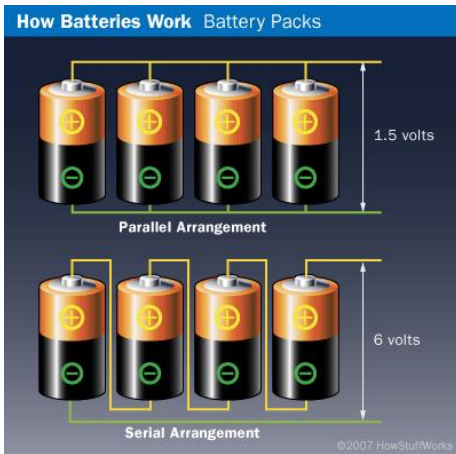 How Batteries Work Battery Packs
1.5 volts
Parallel Arrangement
6 volts
Serial Arrangement
©2007 HowStuffWorks